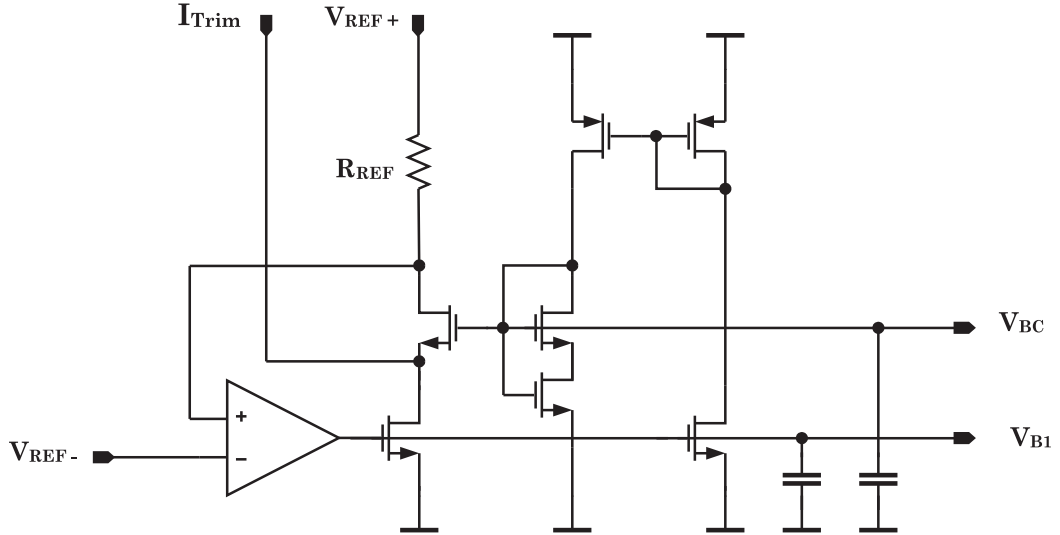 ITrim
VREF+
RREF
VBC
+
VREF-
−
VB1